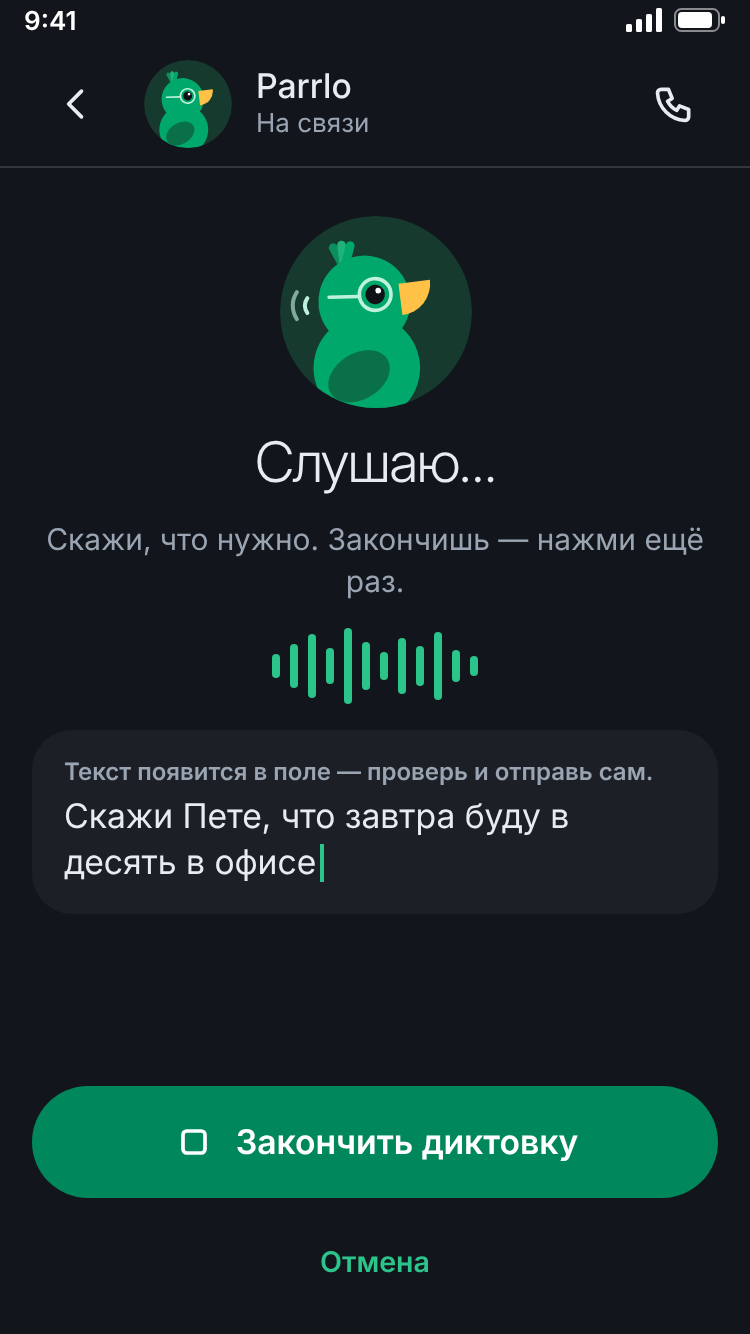 9:41
Parrlo
На связи
Слушаю...
Скажи, что нужно. Закончишь — нажми ещё
раз.
Текст появится в поле — проверь и отправь сам.
Скажи Пете, что завтра буду в
десять в офисе
Закончить диктовку
Отмена